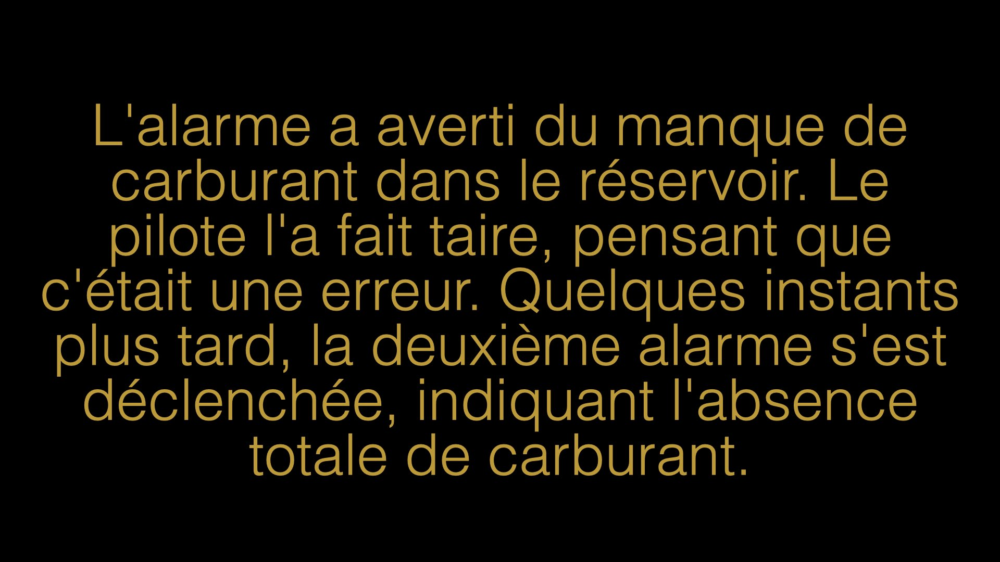 L'alarme a averti du manque de
carburant dans le réservoir. Le
pilote l'a fait taire, pensant que
c'était une erreur. Quelques instants
plus tard, la deuxième alarme s'est
déclenchée, indiquant l'absence
totale de carburant.